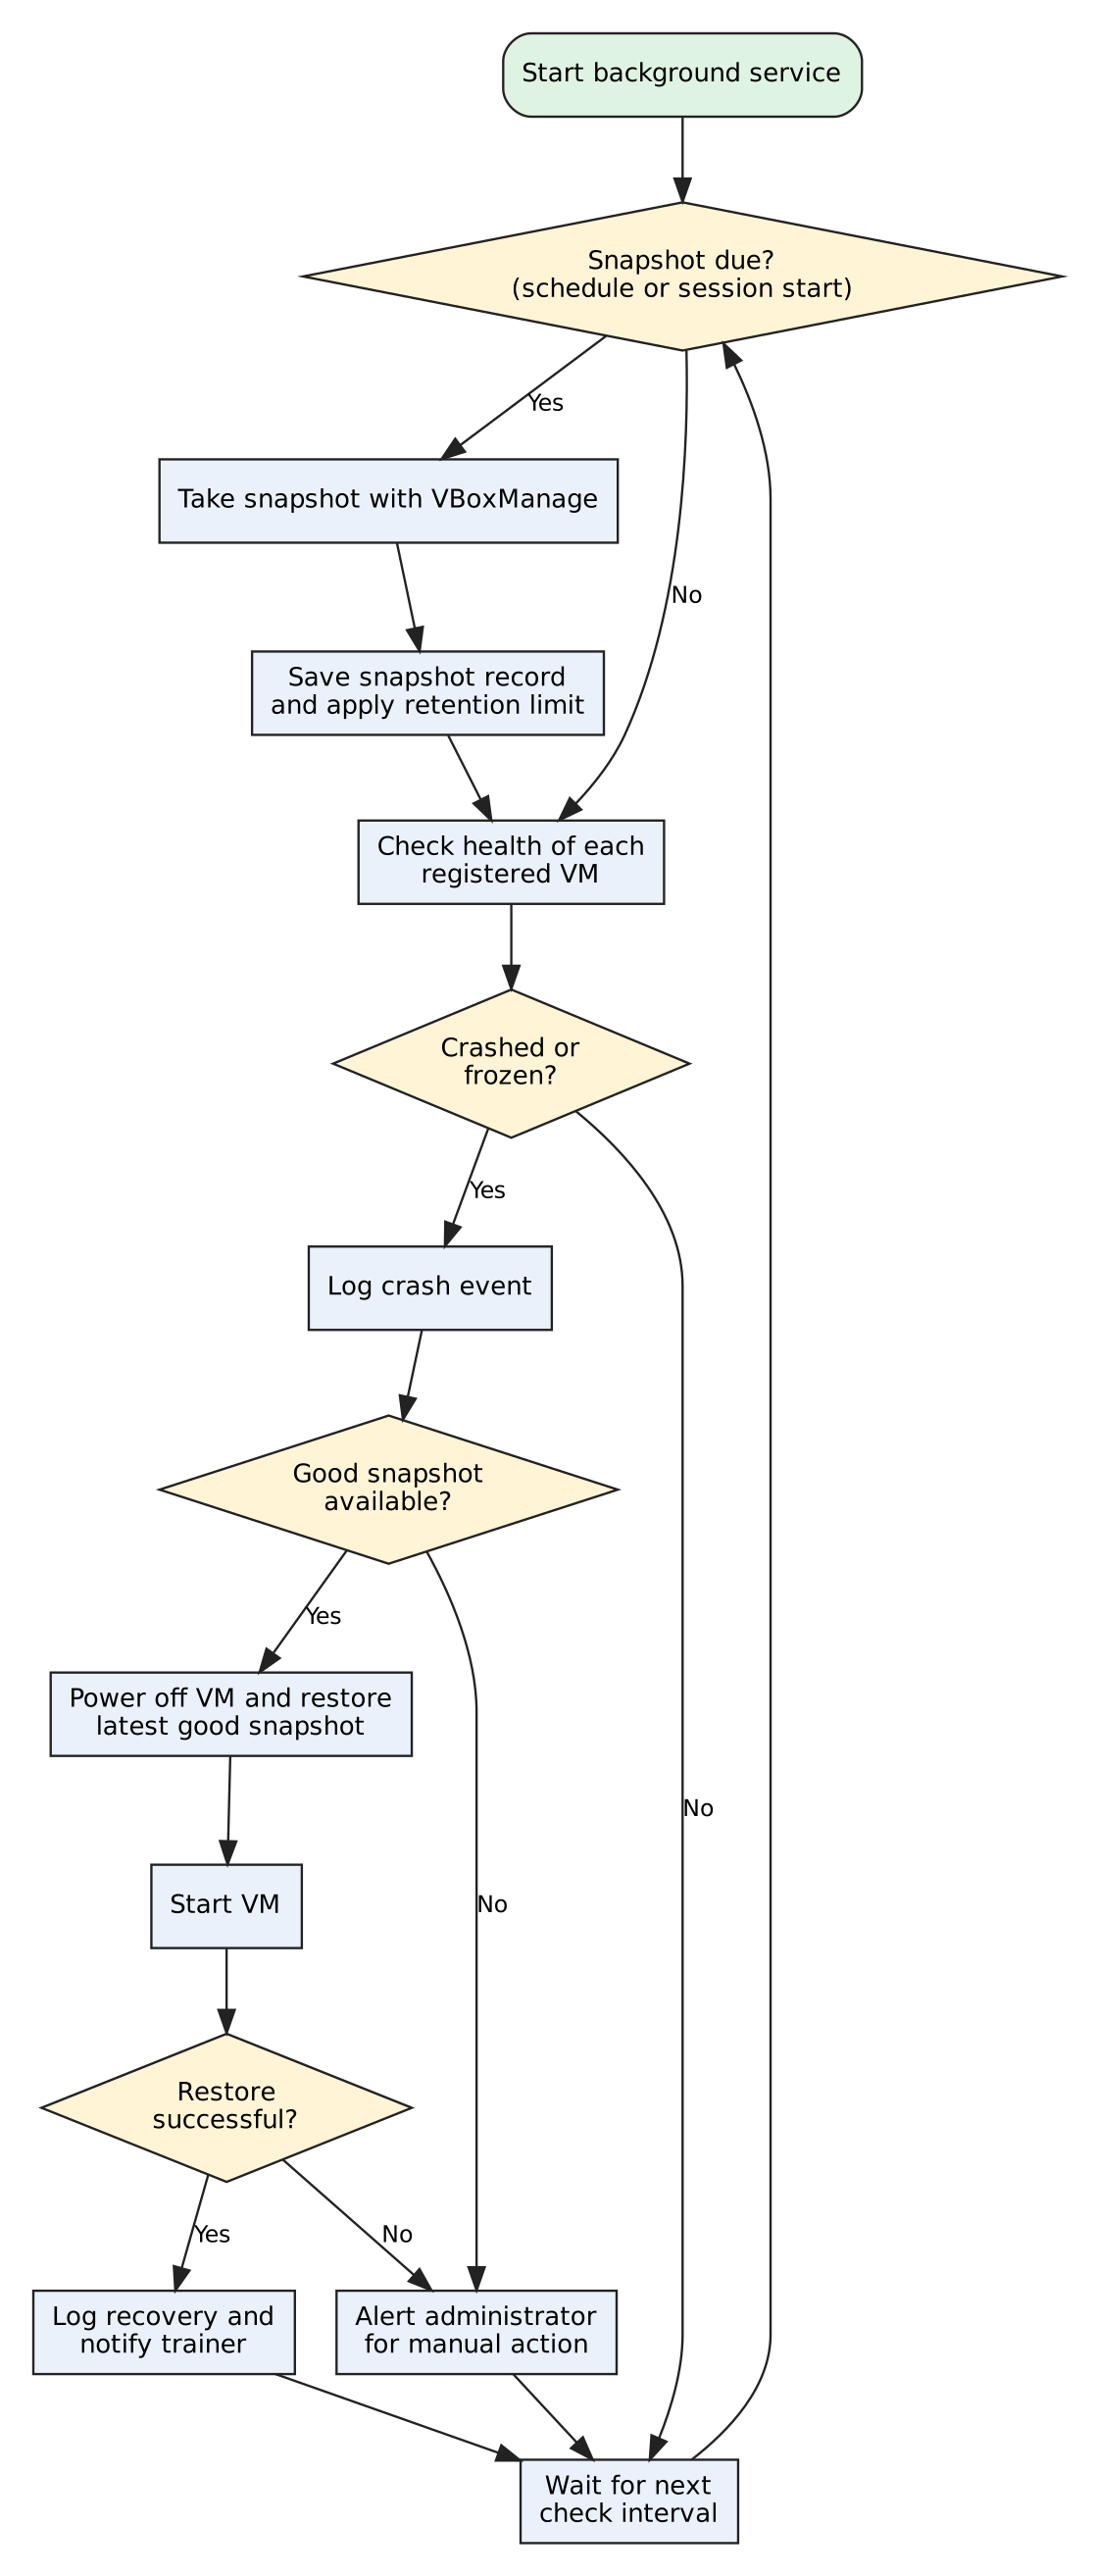 Start background service
Snapshot due?
(schedule or session start)
Yes
Take snapshot with VBoxManage
No
Save snapshot record
and apply retention limit
Check health of each
registered VM
Crashed or
frozen?
Yes
Log crash event
Good snapshot
available?
Yes
Power off VM and restore
latest good snapshot
No
Start VM
No
Restore
successful?
Yes
No
Log recovery and
notify trainer
Alert administrator
for manual action
Wait for next
check interval